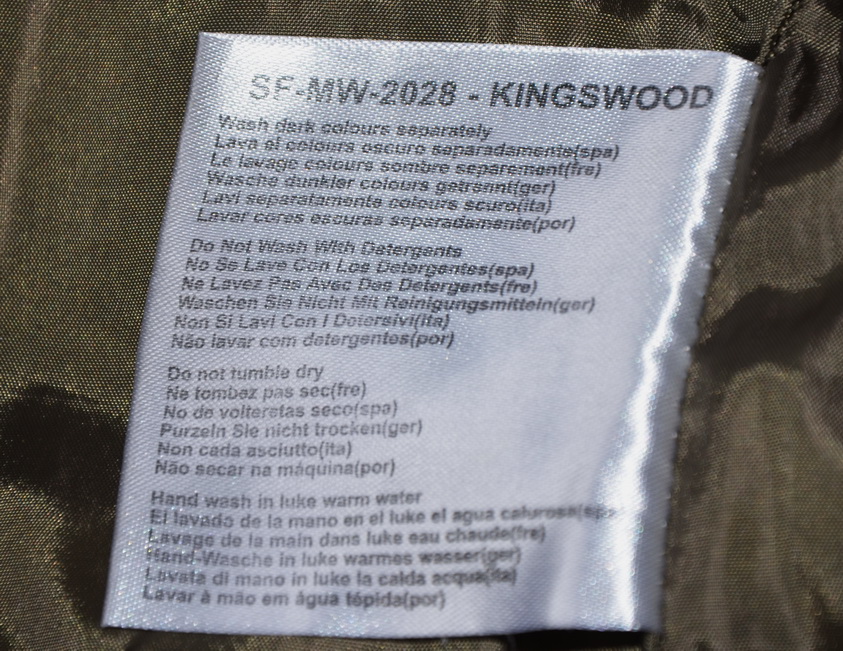 SF-MW-2028 - KINGSWOOD
Wash dark colours separately
Lava el colours oscuro separadamente(spa)
Le lavage colours sombre separement(fre)
Wasche dunkler colours getrennt(ger)
Lavi separatamente colours scuro(ita)
Lavar cores escuras separadamente(por)
Do Not Wash With Detergents
No Se Lave Con Los Detergentes(spa)
Ne Lavez Pas Avec Des Detergents(fre)
Waschen Sie Nicht Mit Reinigungsmitteln(ger)
Non Si Lavi Con I Detersivi(ita)
Não lavar com detergentes(por)
Do not tumble dry
Ne tombez pas sec(fre)
No de volteretas seco(spa)
Purzeln Sie nicht trocken(ger)
Non cada asciutto(ita)
Não secar na máquina(por)
Hand wash in luke warm water
El lavado de la mano en el luke el agua calurosa(spa
Lavage de la main dans luke eau chaude(fre)
Hand-Wasche in luke warmes wasser(ger)
Lavata di mano in luke la calda acqua(ita)
Lavar à mão em água tépida(por)